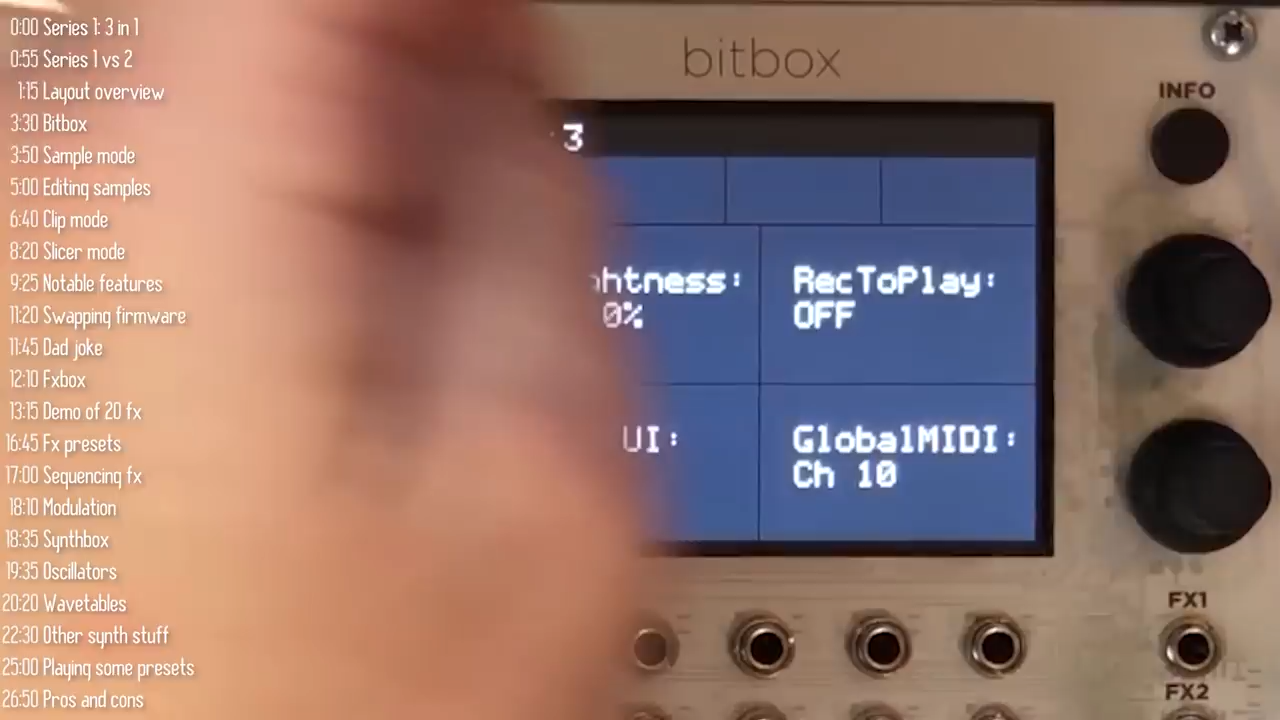 0:00 Series 1: 3 in 1
0:55 Series 1 vs 2
1:15 Layout overview
3:30 Bitbox
3:50 Sample mode
5:00 Editing samples
6:40 Clip mode
8:20 Slicer mode
9:25 Notable features
11:20 Swapping firmware
11:45 Dad joke
12:10 Fxbox
13:15 Demo of 20 fx
16:45 Fx presets
17:00 Sequencing fx
18:10 Modulation
18:35 Synthbox
19:35 Oscillators
20:20 Wavetables
22:30 Other synth stuff
25:00 Playing some presets
26:50 Pros and cons
bitbox
INFO
3
RecToPlay:
0% OFF
UI: GlobalMIDI:
Ch 10
FX1
FX2